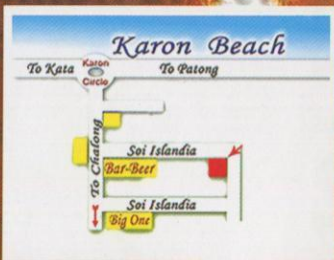 Karon Beach
To Kata Karon Circle To Patong
To Chalong
Soi Islandia
Bar-Beer
Soi Islandia
Big One